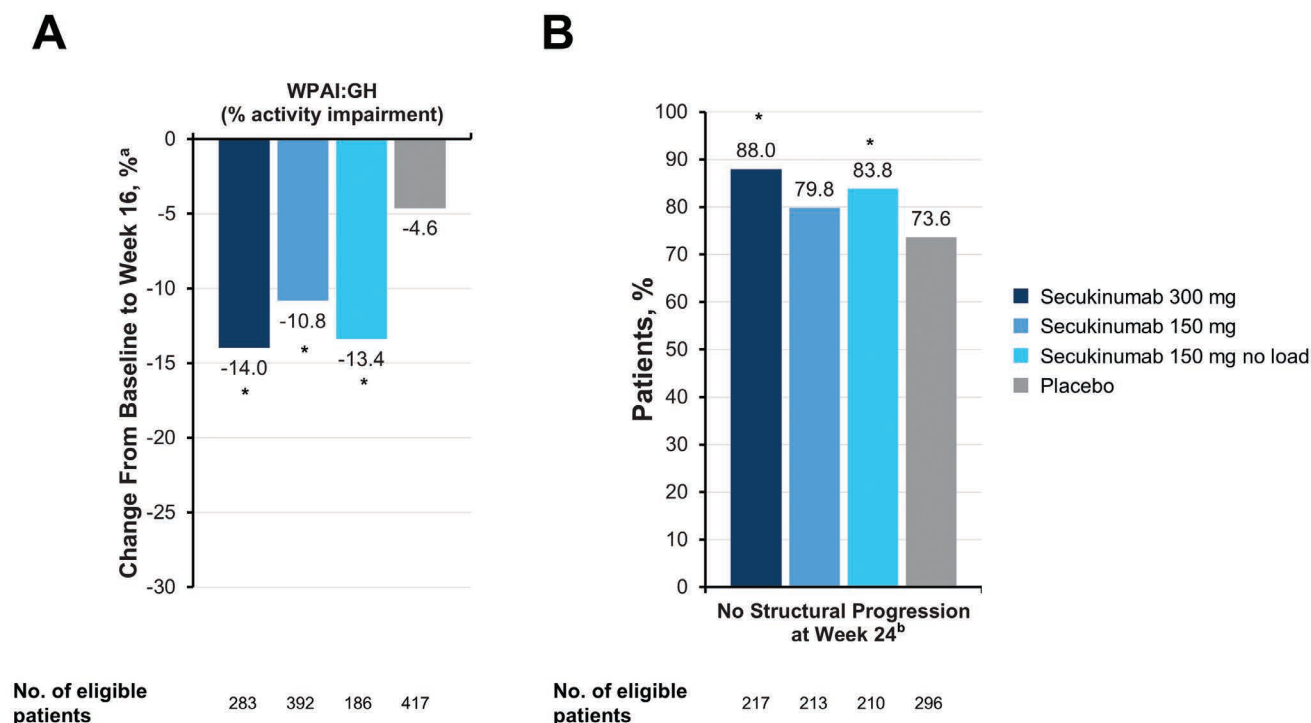 A
WPAI:GH
(% activity impairment)
Change From Baseline to Week 16, %ᵃ
0
-5
-10
-15
-20
-25
-30
-14.0
*
-10.8
*
-13.4
*
-4.6
No. of eligible
patients
283 392 186 417
B
Patients, %
100
90
80
70
60
50
40
30
20
10
0
*
88.0
79.8
*
83.8
73.6
No Structural Progression
at Week 24ᵇ
No. of eligible
patients
217 213 210 296
Secukinumab 300 mg
Secukinumab 150 mg
Secukinumab 150 mg no load
Placebo